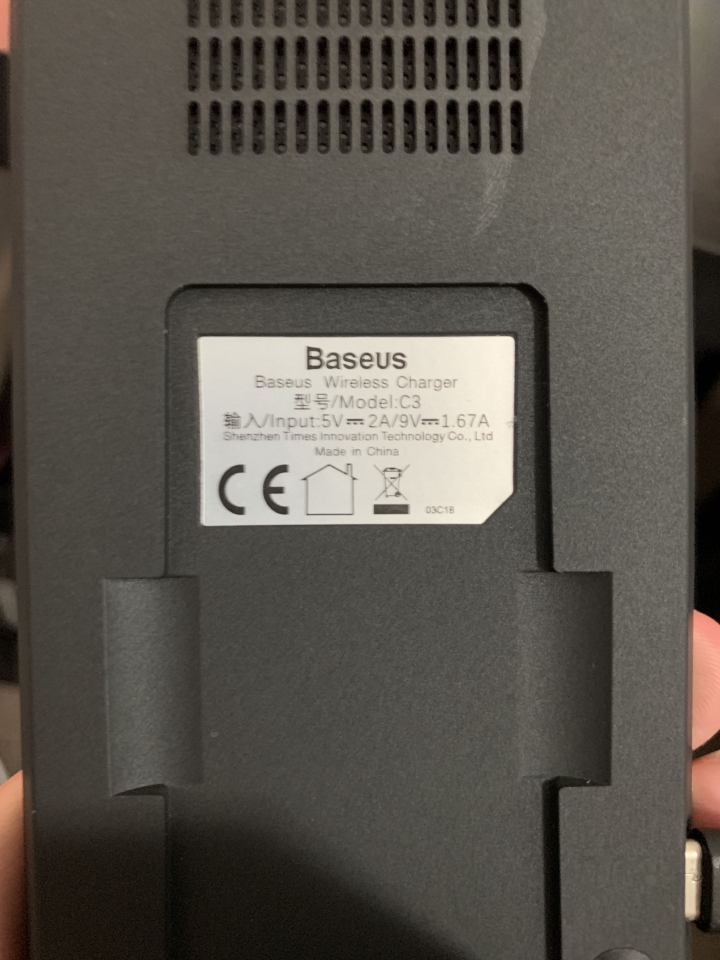 Baseus
Baseus Wireless Charger
型号/Model:C3
输入/Input:5V⎓2A/9V⎓1.67A
Shenzhen Times Innovation Technology Co., Ltd
Made in China
CE
03C18